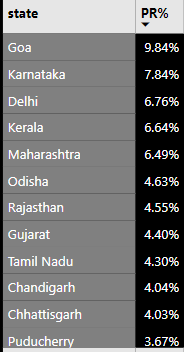 state PR%
Goa 9.84%
Karnataka 7.84%
Delhi 6.76%
Kerala 6.64%
Maharashtra 6.49%
Odisha 4.63%
Rajasthan 4.55%
Gujarat 4.40%
Tamil Nadu 4.30%
Chandigarh 4.04%
Chhattisgarh 4.03%
Puducherry 3.67%